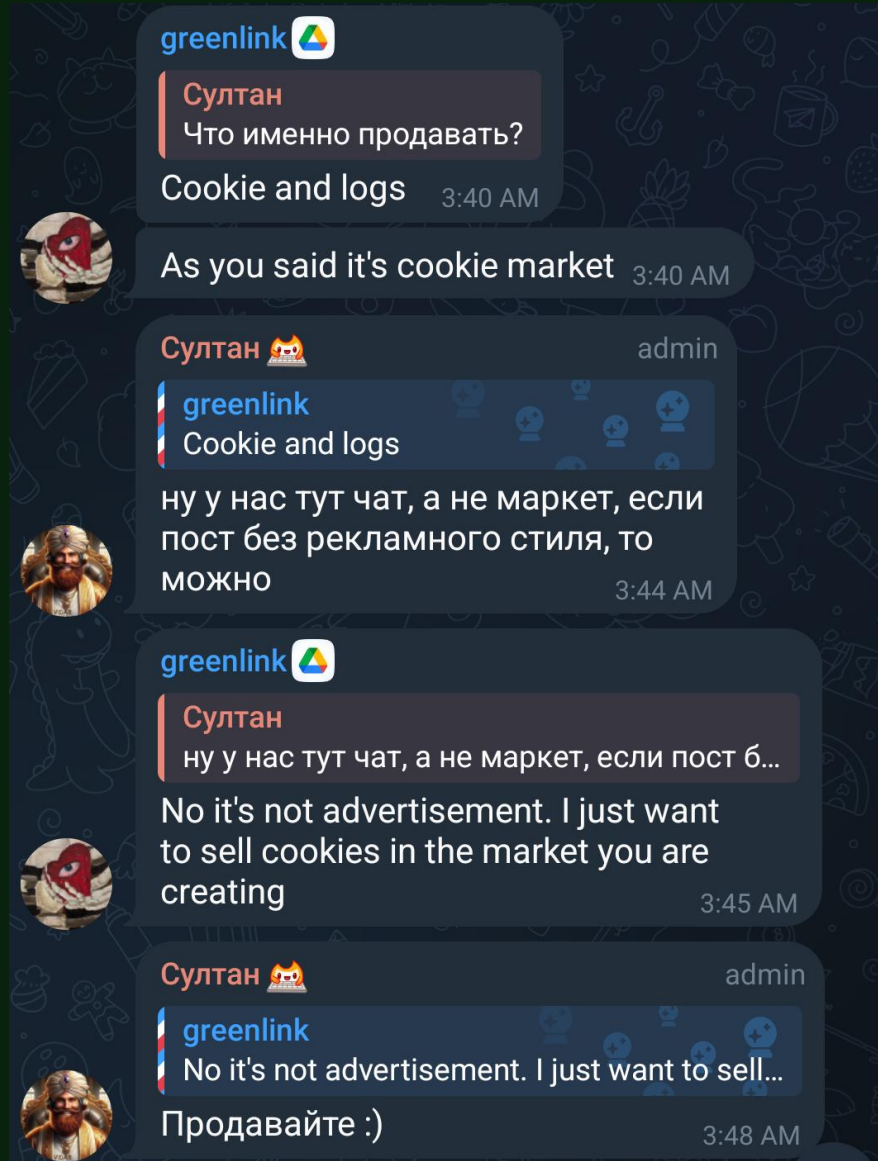 greenlink
Султан
Что именно продавать?
Cookie and logs 3:40 AM
As you said it's cookie market 3:40 AM
Султан admin
greenlink
Cookie and logs
ну у нас тут чат, а не маркет, если
пост без рекламного стиля, то
можно 3:44 AM
greenlink
Султан
ну у нас тут чат, а не маркет, если пост б...
No it's not advertisement. I just want
to sell cookies in the market you are
creating 3:45 AM
Султан admin
greenlink
No it's not advertisement. I just want to sell...
Продавайте :) 3:48 AM